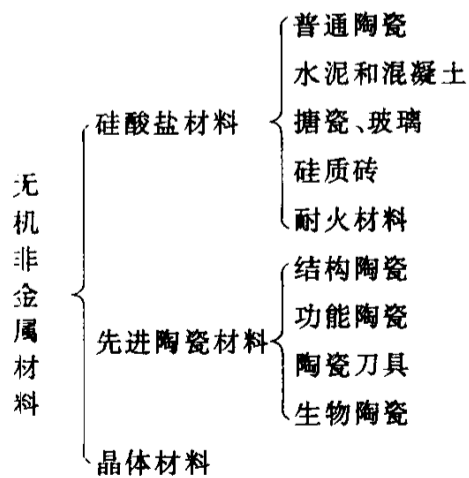 无机非金属材料
硅酸盐材料
普通陶瓷
水泥和混凝土
搪瓷、玻璃
硅质砖
耐火材料
先进陶瓷材料
结构陶瓷
功能陶瓷
陶瓷刀具
生物陶瓷
晶体材料